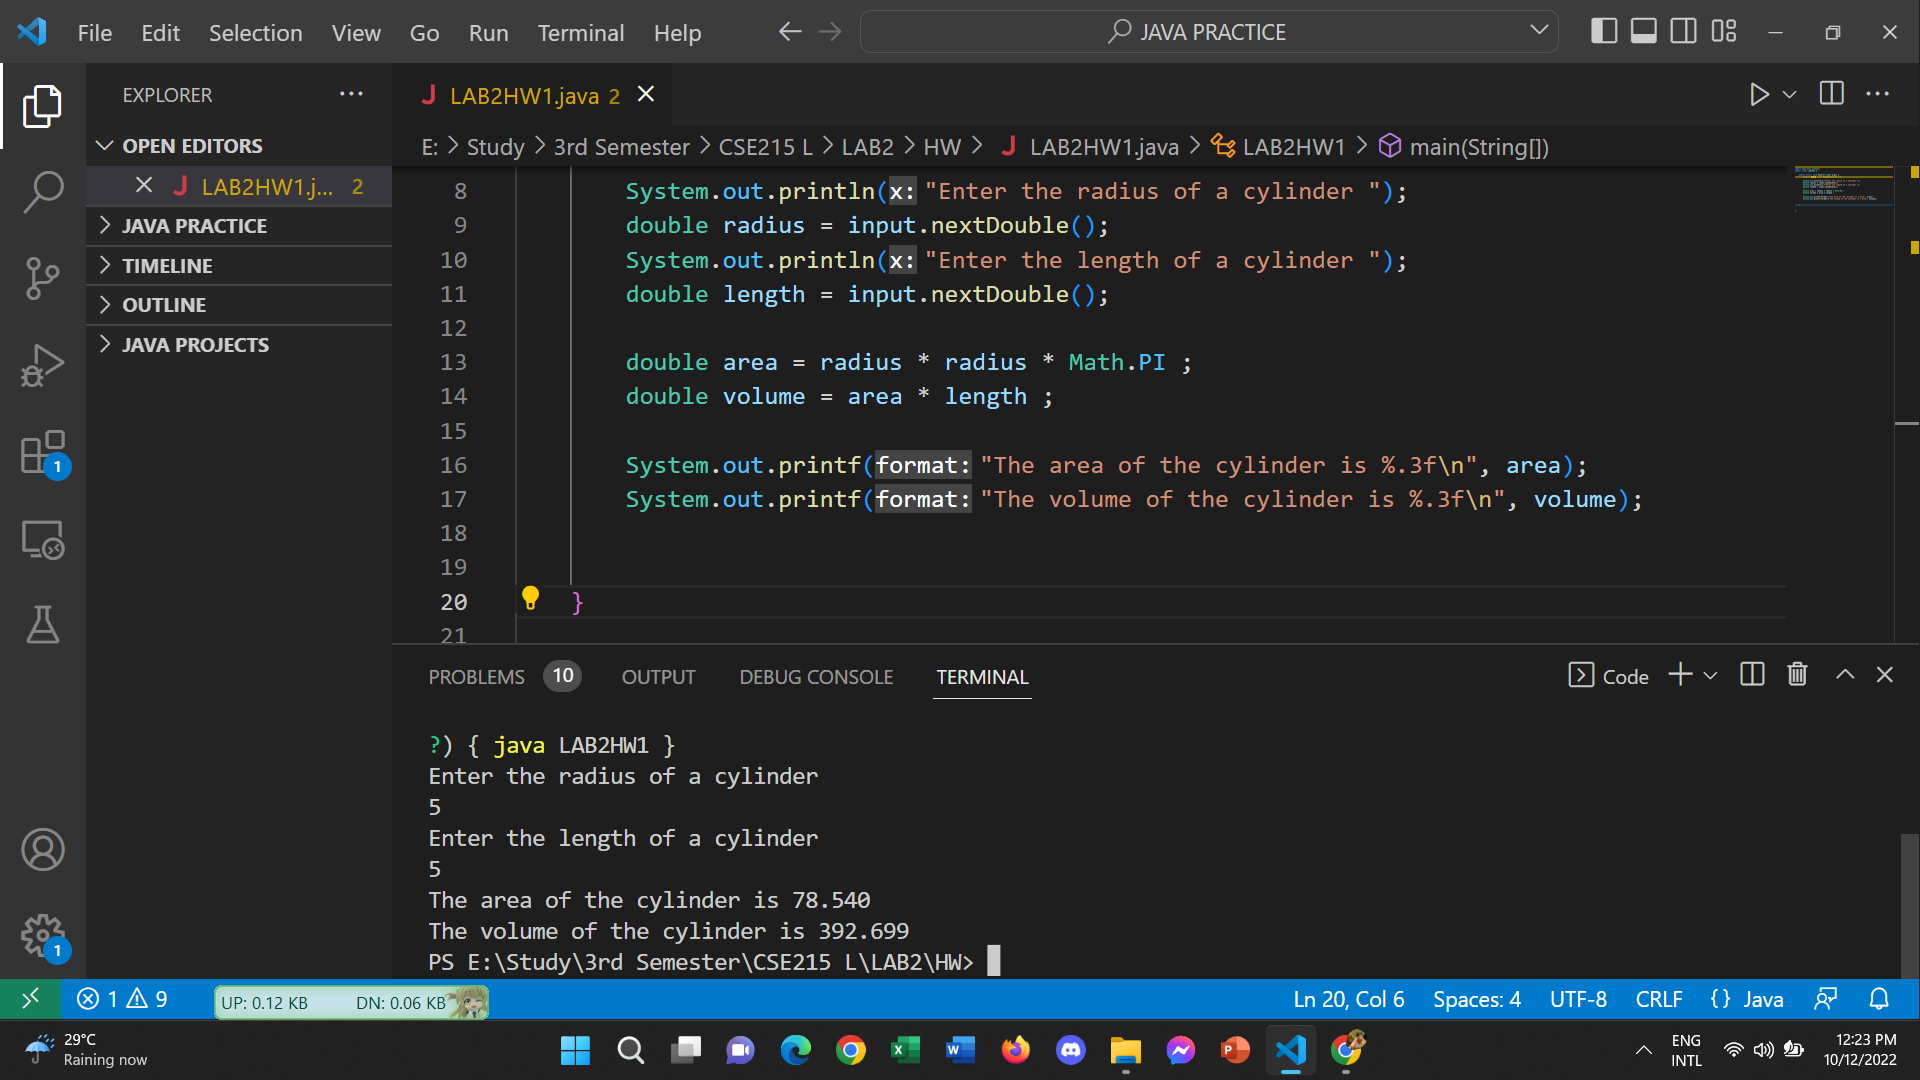 File Edit Selection View Go Run Terminal Help
JAVA PRACTICE
EXPLORER
OPEN EDITORS
LAB2HW1.j... 2
JAVA PRACTICE
TIMELINE
OUTLINE
JAVA PROJECTS
LAB2HW1.java 2
E: > Study > 3rd Semester > CSE215 L > LAB2 > HW > LAB2HW1.java > LAB2HW1 > main(String[])
8 System.out.println(x: "Enter the radius of a cylinder ");
9 double radius = input.nextDouble();
10 System.out.println(x: "Enter the length of a cylinder ");
11 double length = input.nextDouble();
12
13 double area = radius * radius * Math.PI ;
14 double volume = area * length ;
15
16 System.out.printf(format: "The area of the cylinder is %.3f\n", area);
17 System.out.printf(format: "The volume of the cylinder is %.3f\n", volume);
18
19
20 }
21
PROBLEMS 10 OUTPUT DEBUG CONSOLE TERMINAL
Code
?) { java LAB2HW1 }
Enter the radius of a cylinder
5
Enter the length of a cylinder
5
The area of the cylinder is 78.540
The volume of the cylinder is 392.699
PS E:\Study\3rd Semester\CSE215 L\LAB2\HW>
1
1
1 9
UP: 0.12 KB DN: 0.06 KB
Ln 20, Col 6 Spaces: 4 UTF-8 CRLF {} Java
29°C
Raining now
ENG
INTL
12:23 PM
10/12/2022